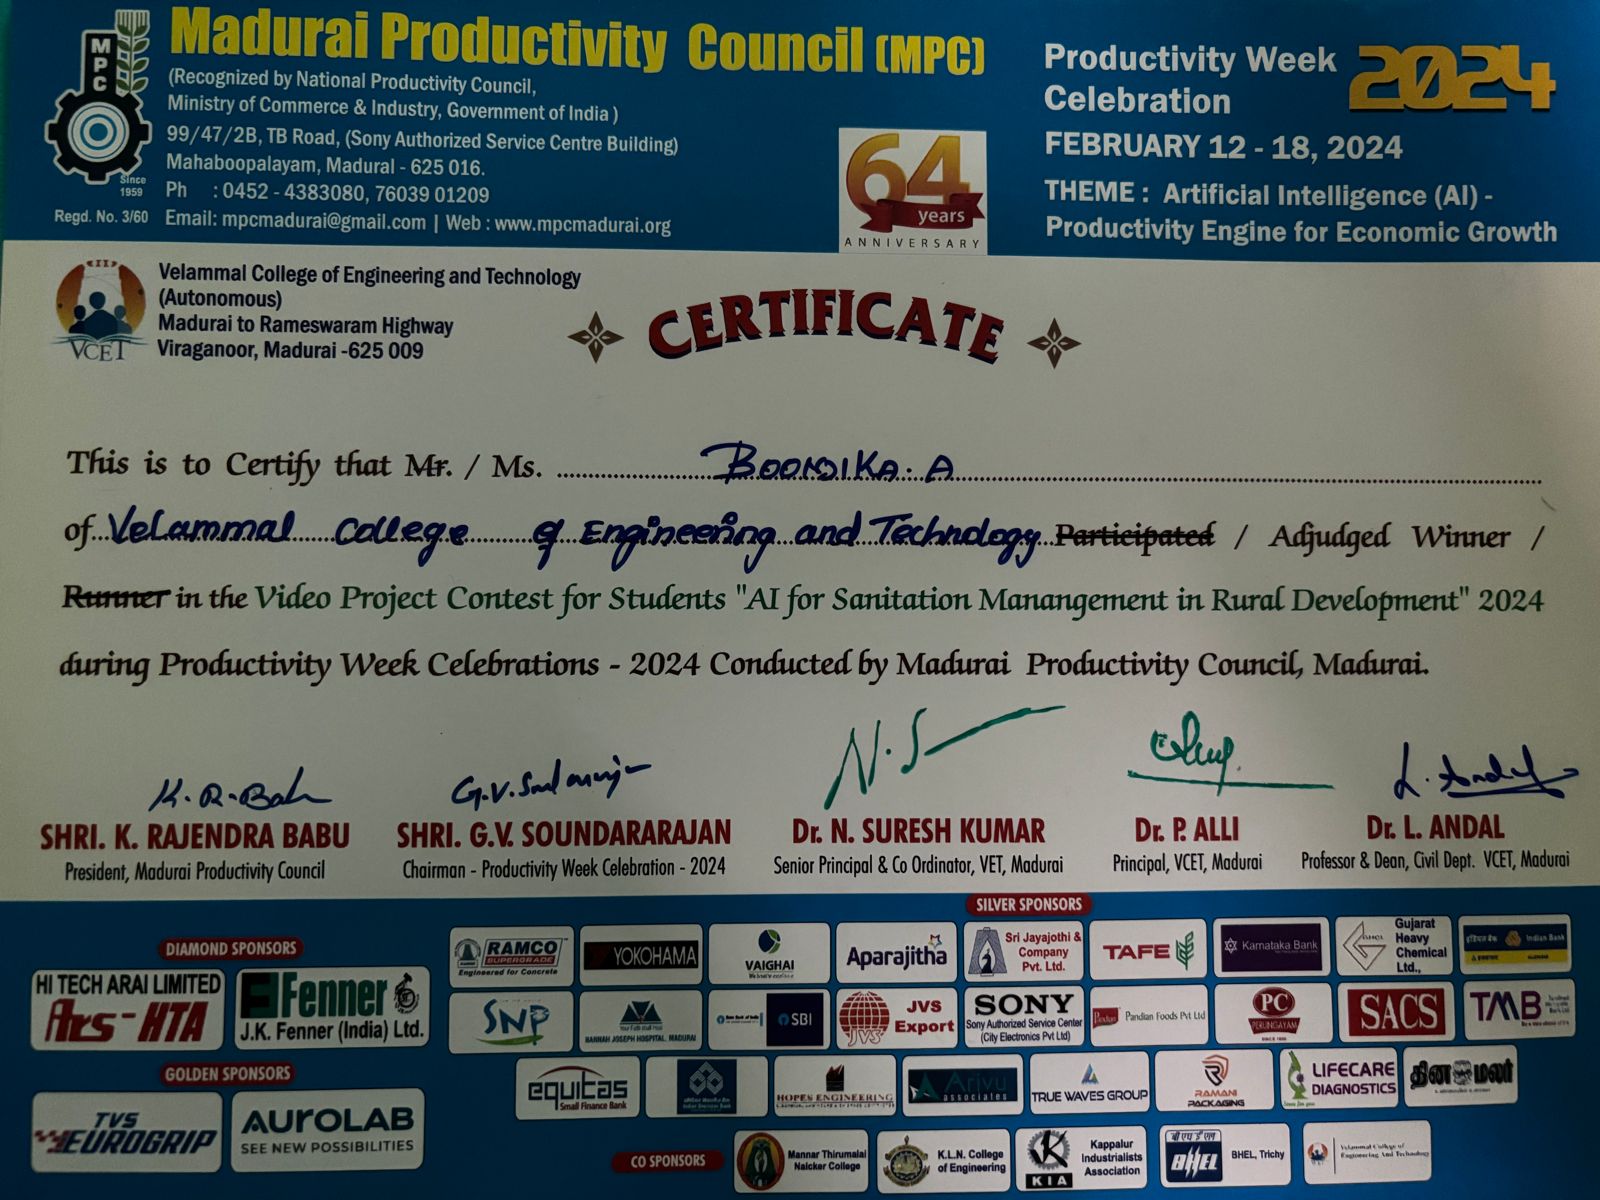 MPC
Since
1959
Regd. No. 3/60
Madurai Productivity Council (MPC)
(Recognized by National Productivity Council,
Ministry of Commerce & Industry, Government of India )
99/47/2B, TB Road, (Sony Authorized Service Centre Building)
Mahaboopalayam, Madural - 625 016.
Ph : 0452 - 4383080, 76039 01209
Email: mpcmadurai@gmail.com | Web : www.mpcmadurai.org
64
years
ANNIVERSARY
Productivity Week 2024
Celebration
FEBRUARY 12 - 18, 2024
THEME : Artificial Intelligence (AI) -
Productivity Engine for Economic Growth
VCET
Velammal College of Engineering and Technology
(Autonomous)
Madurai to Rameswaram Highway
Viraganoor, Madurai -625 009
CERTIFICATE
This is to Certify that Mr. / Ms. BOOMIKA. A
of Velammal College of Engineering and Technology Participated / Adjudged Winner /
Runner in the Video Project Contest for Students "AI for Sanitation Manangement in Rural Development" 2024
during Productivity Week Celebrations - 2024 Conducted by Madurai Productivity Council, Madurai.
SHRI. K. RAJENDRA BABU
President, Madurai Productivity Council
SHRI. G.V. SOUNDARARAJAN
Chairman - Productivity Week Celebration - 2024
Dr. N. SURESH KUMAR
Senior Principal & Co Ordinator, VET, Madurai
Dr. P. ALLI
Principal, VCET, Madurai
Dr. L. ANDAL
Professor & Dean, Civil Dept. VCET, Madurai
DIAMOND SPONSORS
HI TECH ARAI LIMITED
Ars-HTA
Fenner
J.K. Fenner (India) Ltd.
GOLDEN SPONSORS
TVS
EUROGRIP
AUROLAB
SEE NEW POSSIBILITIES
SILVER SPONSORS
RAMCO
SUPERGRADE
Engineered for Concrete
YOKOHAMA
VAIGHAI
Aparajitha
Sri Jayajothi &
Company
Pvt. Ltd.
TAFE
Karnataka Bank
Gujarat
Heavy
Chemical
Ltd.,
इंडियन बैंक Indian Bank
SNP
HANNAH JOSEPH HOSPITAL, MADURAI
SBI
JVS
JVS
Export
SONY
Sony Authorized Service Center
(City Electronics Pvt Ltd)
Pandian Foods Pvt Ltd
PC
PERUNGAYAM
SACS
TMB
equitas
Small Finance Bank
HOPES ENGINEERING
Arivu
associates
TRUE WAVES GROUP
RAMANI
PACKAGING
LIFECARE
DIAGNOSTICS
தினமலர்
CO SPONSORS
Mannar Thirumalai
Naicker College
K.L.N. College
of Engineering
KIA
Kappalur
Industrialists
Association
बी एच ई एल
BHEL
BHEL, Trichy
Velammal College of
Engineering And Technology